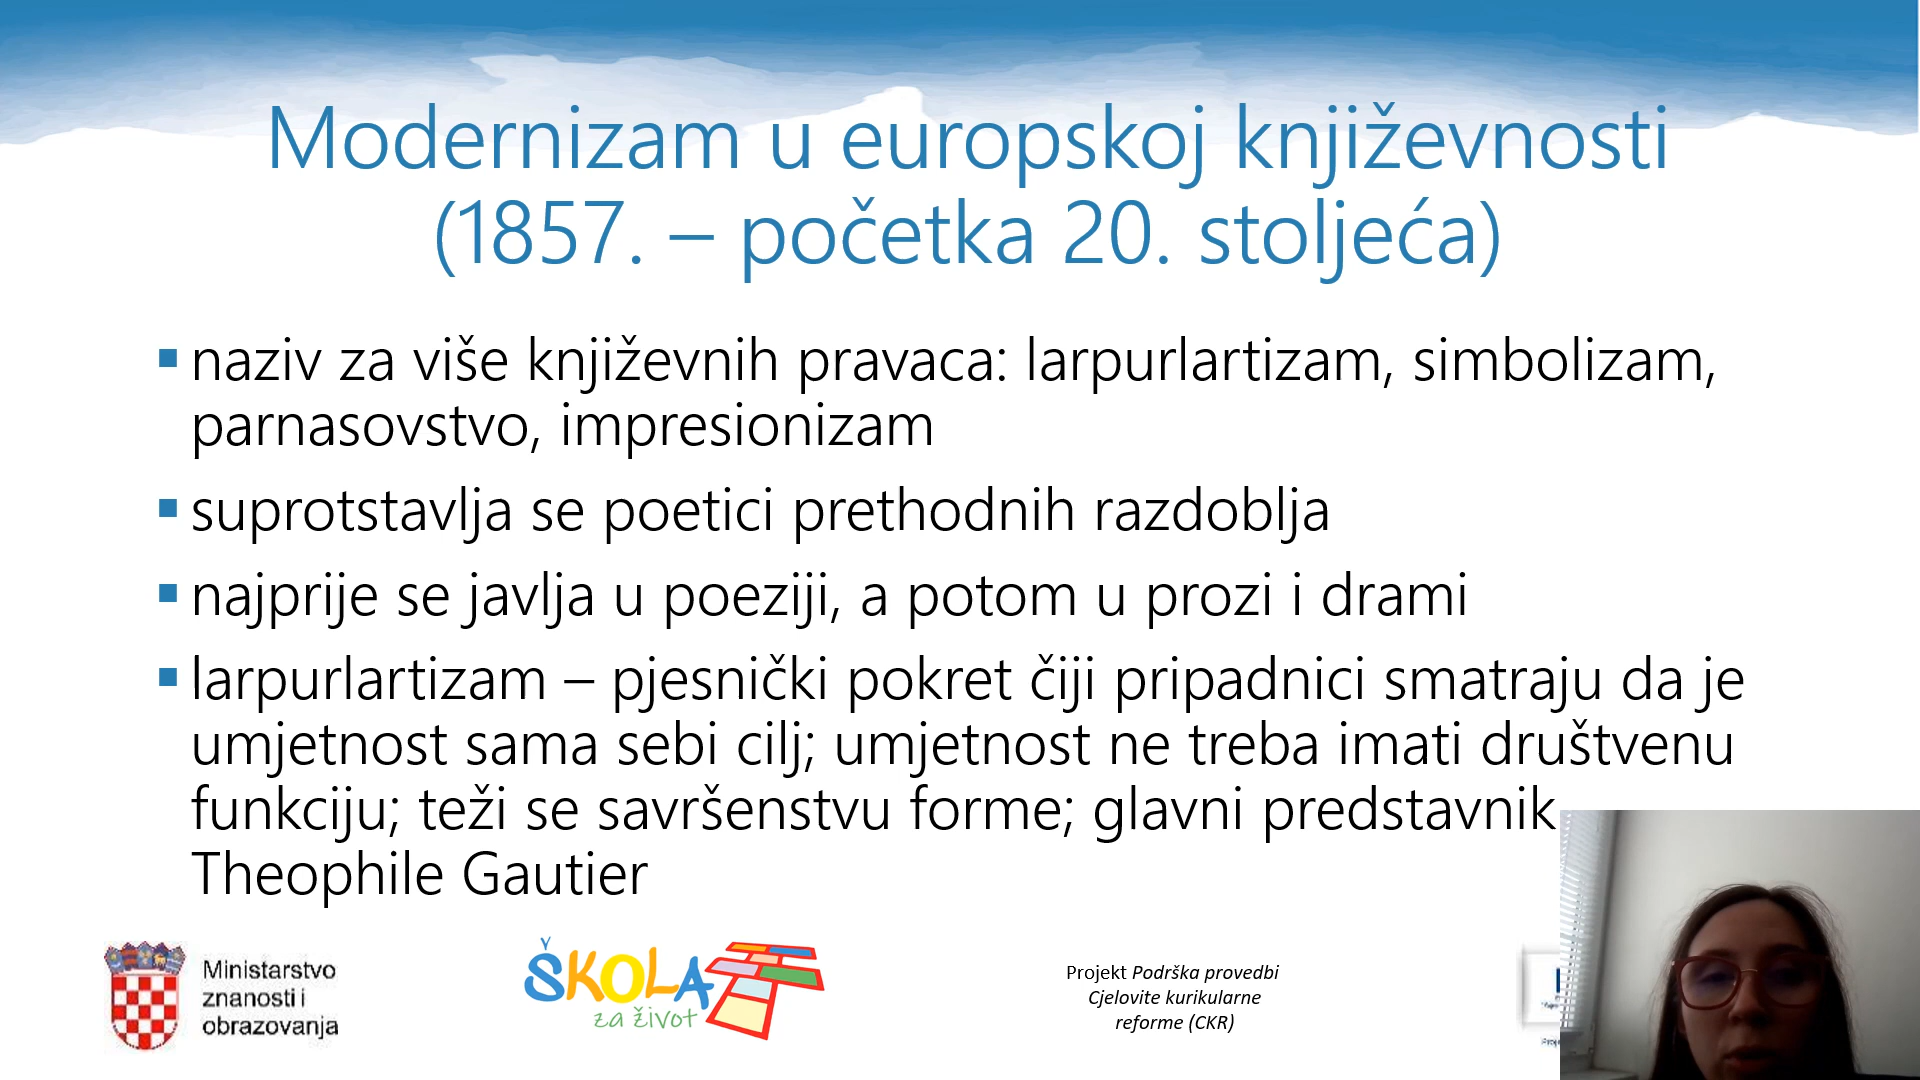 Modernizam u europskoj književnosti
(1857. – početka 20. stoljeća)
naziv za više književnih pravaca: larpurlartizam, simbolizam,
parnasovstvo, impresionizam
suprotstavlja se poetici prethodnih razdoblja
najprije se javlja u poeziji, a potom u prozi i drami
larpurlartizam – pjesnički pokret čiji pripadnici smatraju da je
umjetnost sama sebi cilj; umjetnost ne treba imati društvenu
funkciju; teži se savršenstvu forme; glavni predstavnik
Theophile Gautier
Ministarstvo
znanosti i
obrazovanja
ŠKOLA
za život
Projekt Podrška provedbi
Cjelovite kurikularne
reforme (CKR)